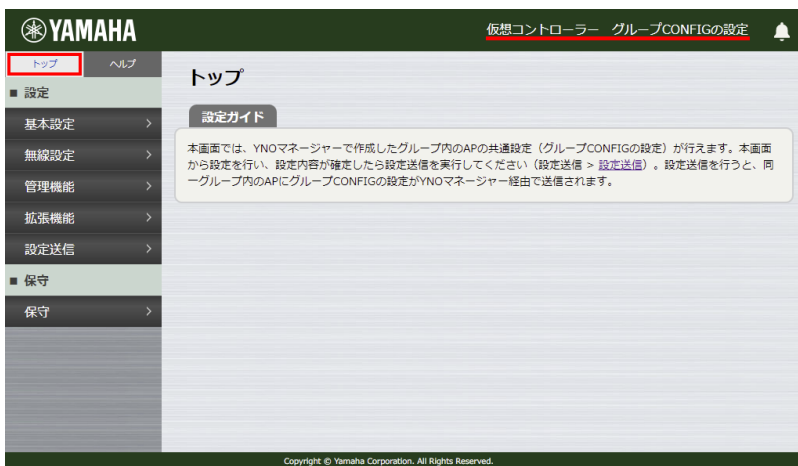 YAMAHA
仮想コントローラー グループCONFIGの設定
トップ
ヘルプ
■ 設定
基本設定
無線設定
管理機能
拡張機能
設定送信
■ 保守
保守
トップ
設定ガイド
本画面では、YNOマネージャーで作成したグループ内のAPの共通設定（グループCONFIGの設定）が行えます。本画面
から設定を行い、設定内容が確定したら設定送信を実行してください（設定送信 > 設定送信）。設定送信を行うと、同
一グループ内のAPにグループCONFIGの設定がYNOマネージャー経由で送信されます。
Copyright © Yamaha Corporation. All Rights Reserved.